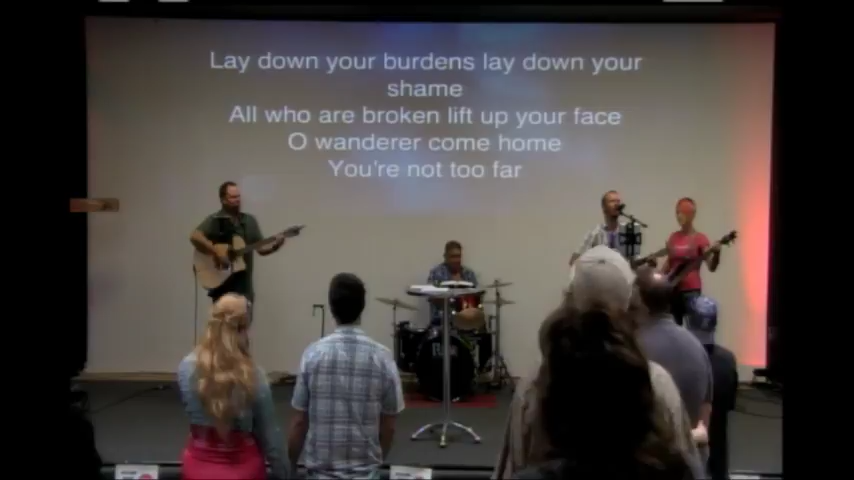 Lay down your burdens lay down your
shame
All who are broken lift up your face
O wanderer come home
You're not too far